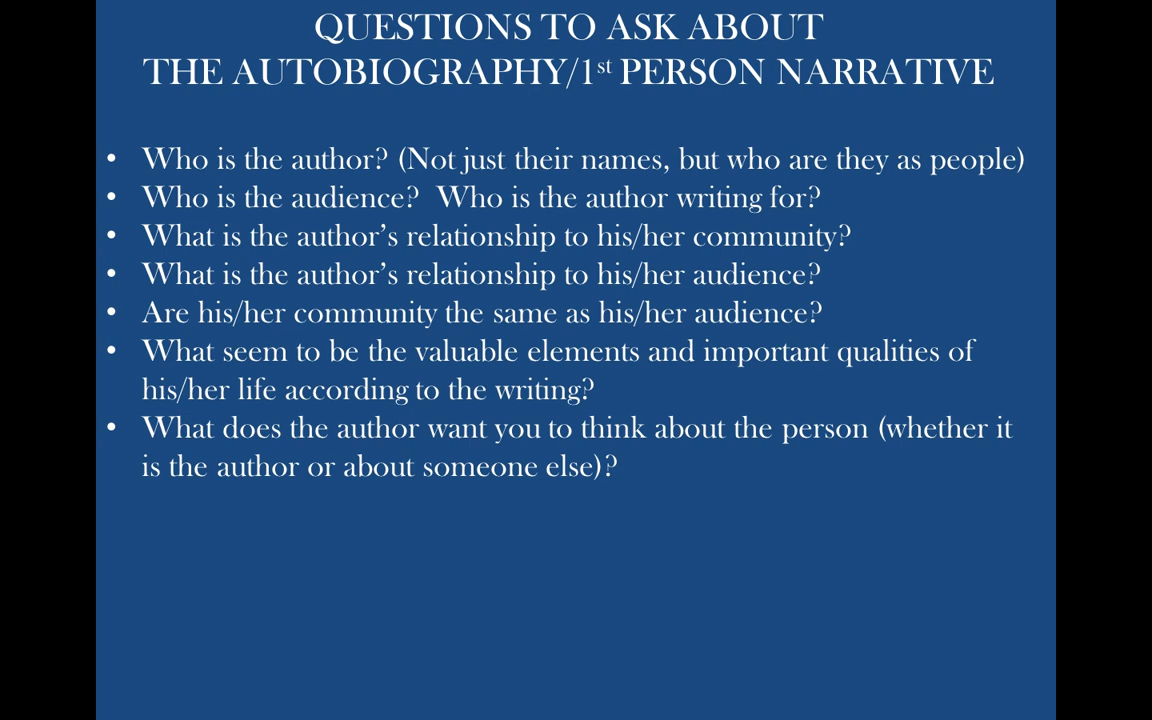 QUESTIONS TO ASK ABOUT
THE AUTOBIOGRAPHY/1st PERSON NARRATIVE
• Who is the author? (Not just their names, but who are they as people)
• Who is the audience?  Who is the author writing for?
• What is the author’s relationship to his/her community?
• What is the author’s relationship to his/her audience?
• Are his/her community the same as his/her audience?
• What seem to be the valuable elements and important qualities of
his/her life according to the writing?
• What does the author want you to think about the person (whether it
is the author or about someone else)?